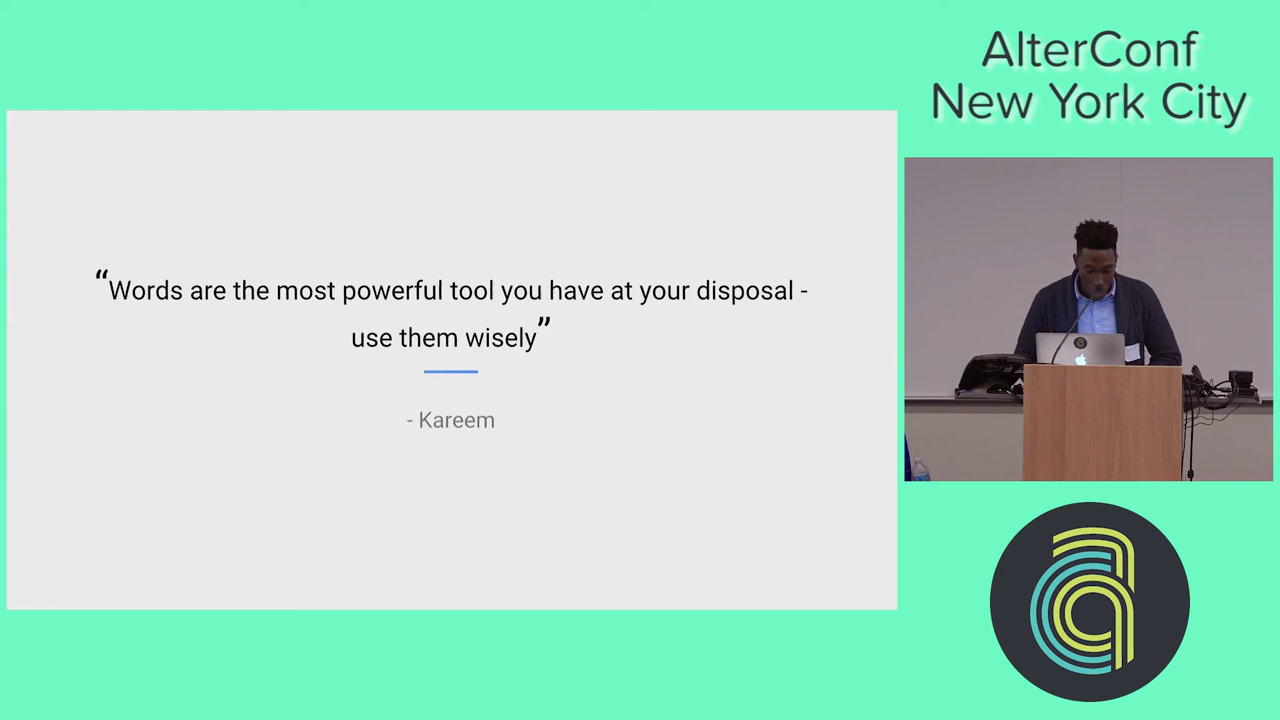 AlterConf
New York City
“Words are the most powerful tool you have at your disposal -
use them wisely”
- Kareem